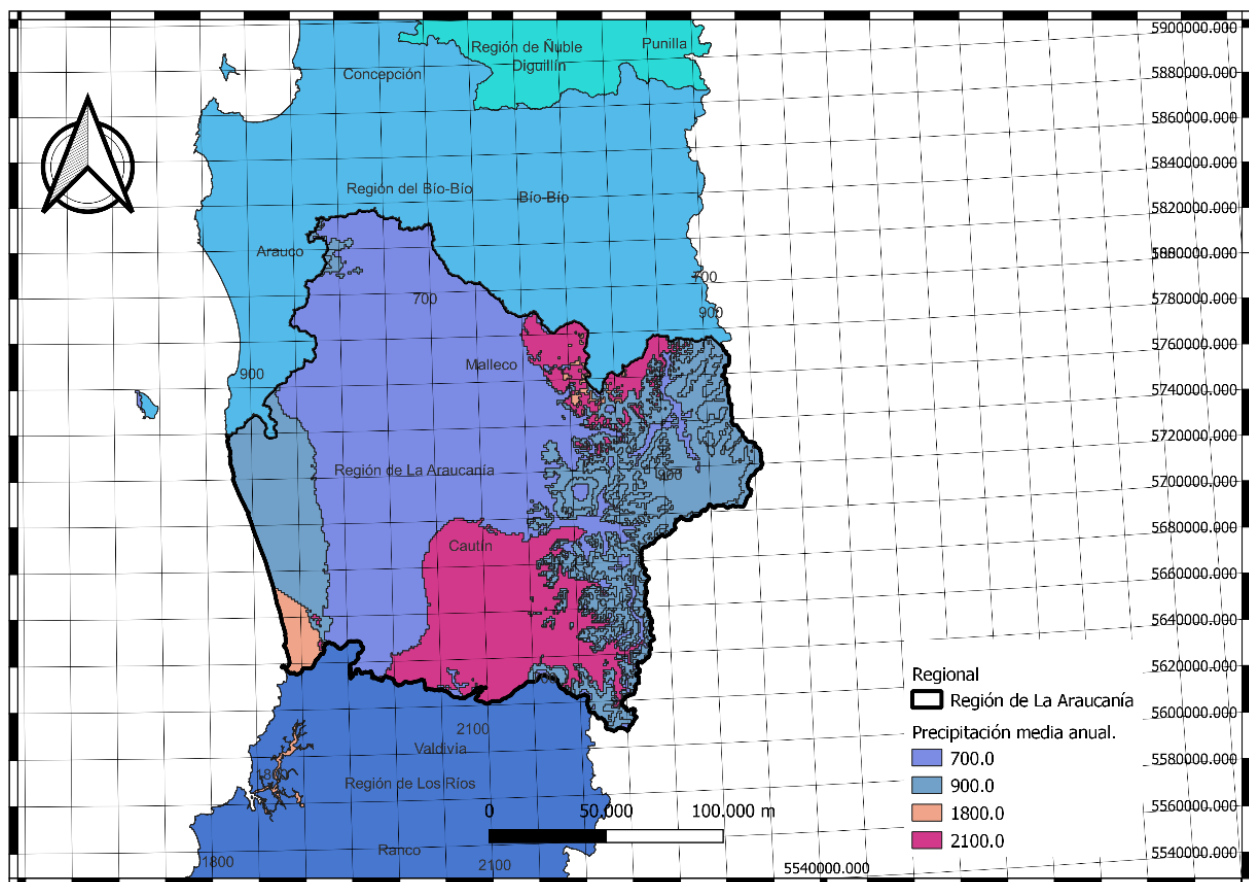 Región de Ñuble
Punilla
Diguillín
Concepción
Región del Bío-Bío
Bío-Bío
Arauco
700
700
900
Malleco
900
Región de La Araucanía
900
Cautín
2100
Valdivia
1800
Región de Los Ríos
Ranco
1800
2100
0 50.000 100.000 m
5900000.000
5880000.000
5860000.000
5840000.000
5820000.000
5800000.000
5780000.000
5760000.000
5740000.000
5720000.000
5700000.000
5680000.000
5660000.000
5640000.000
5620000.000
5600000.000
5580000.000
5560000.000
5540000.000
5540000.000
Regional
Región de La Araucanía
Precipitación media anual.
700.0
900.0
1800.0
2100.0